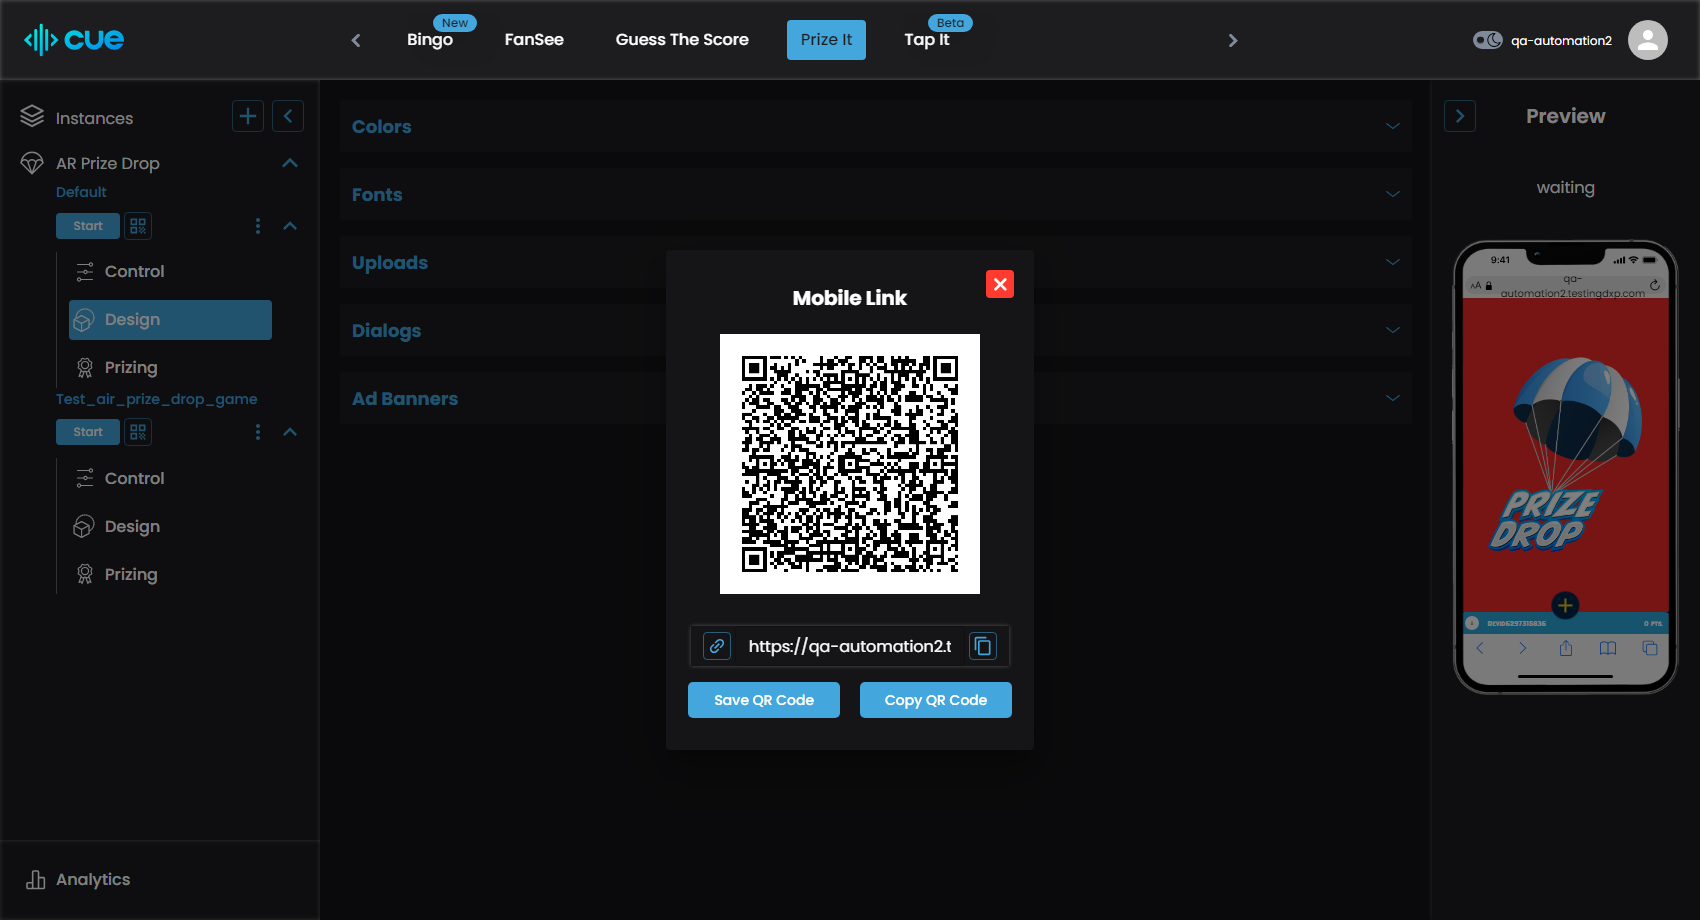 cue
Bingo
New
FanSee
Guess The Score
Prize It
Tap It
Beta
qa-automation2
Instances
AR Prize Drop
Default
Start
Control
Design
Prizing
Test_air_prize_drop_game
Start
Control
Design
Prizing
Analytics
Colors
Fonts
Uploads
Dialogs
Ad Banners
Mobile Link
https://qa-automation2.t
Save QR Code
Copy QR Code
Preview
waiting
9:41
AA
qa-
automation2.testingdxp.com
PRIZE
DROP
0 PTS.